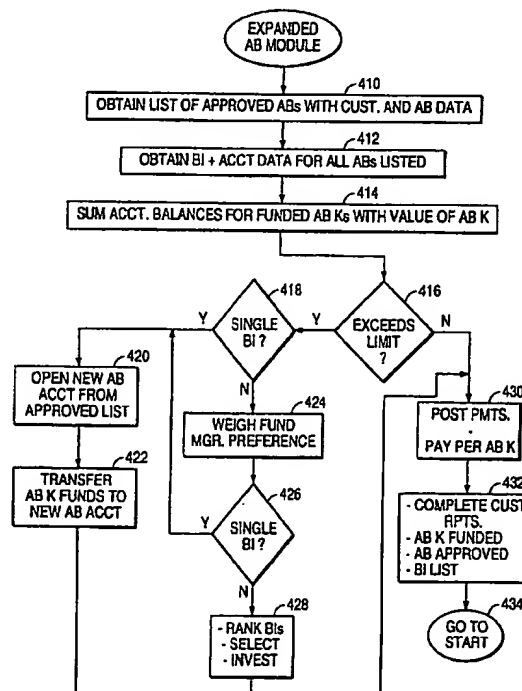 EXPANDED
AB MODULE
410
OBTAIN LIST OF APPROVED ABs WITH CUST. AND AB DATA
412
OBTAIN BI + ACCT DATA FOR ALL ABs LISTED
414
SUM ACCT. BALANCES FOR FUNDED AB Ks WITH VALUE OF AB K
416
EXCEEDS
LIMIT
?
Y
N
418
SINGLE
BI ?
Y
N
420
OPEN NEW AB
ACCT FROM
APPROVED LIST
422
TRANSFER
AB K FUNDS TO
NEW AB ACCT
424
WEIGH FUND
MGR. PREFERENCE
426
SINGLE
BI ?
Y
N
428
- RANK BIs
- SELECT
- INVEST
430
POST PMTS.
-
PAY PER AB K
432
- COMPLETE CUST
RPTS.
- AB K FUNDED
- AB APPROVED
- BI LIST
434
GO TO
START